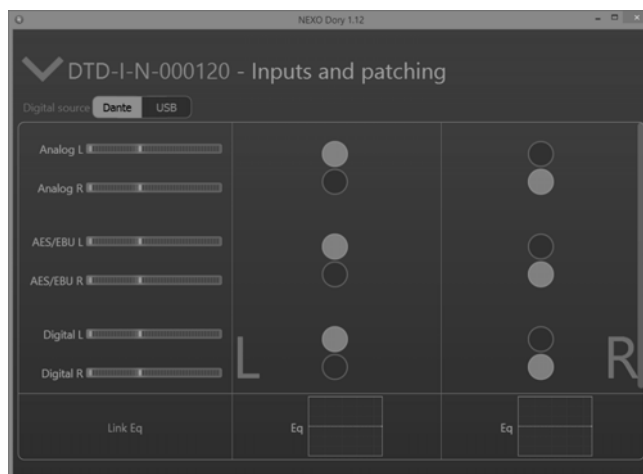 NEXO Dory 1.12
DTD-I-N-000120 - Inputs and patching
Digital source Dante USB
Analog L
Analog R
AES/EBU L
AES/EBU R
Digital L
Digital R
L
R
Link Eq Eq Eq